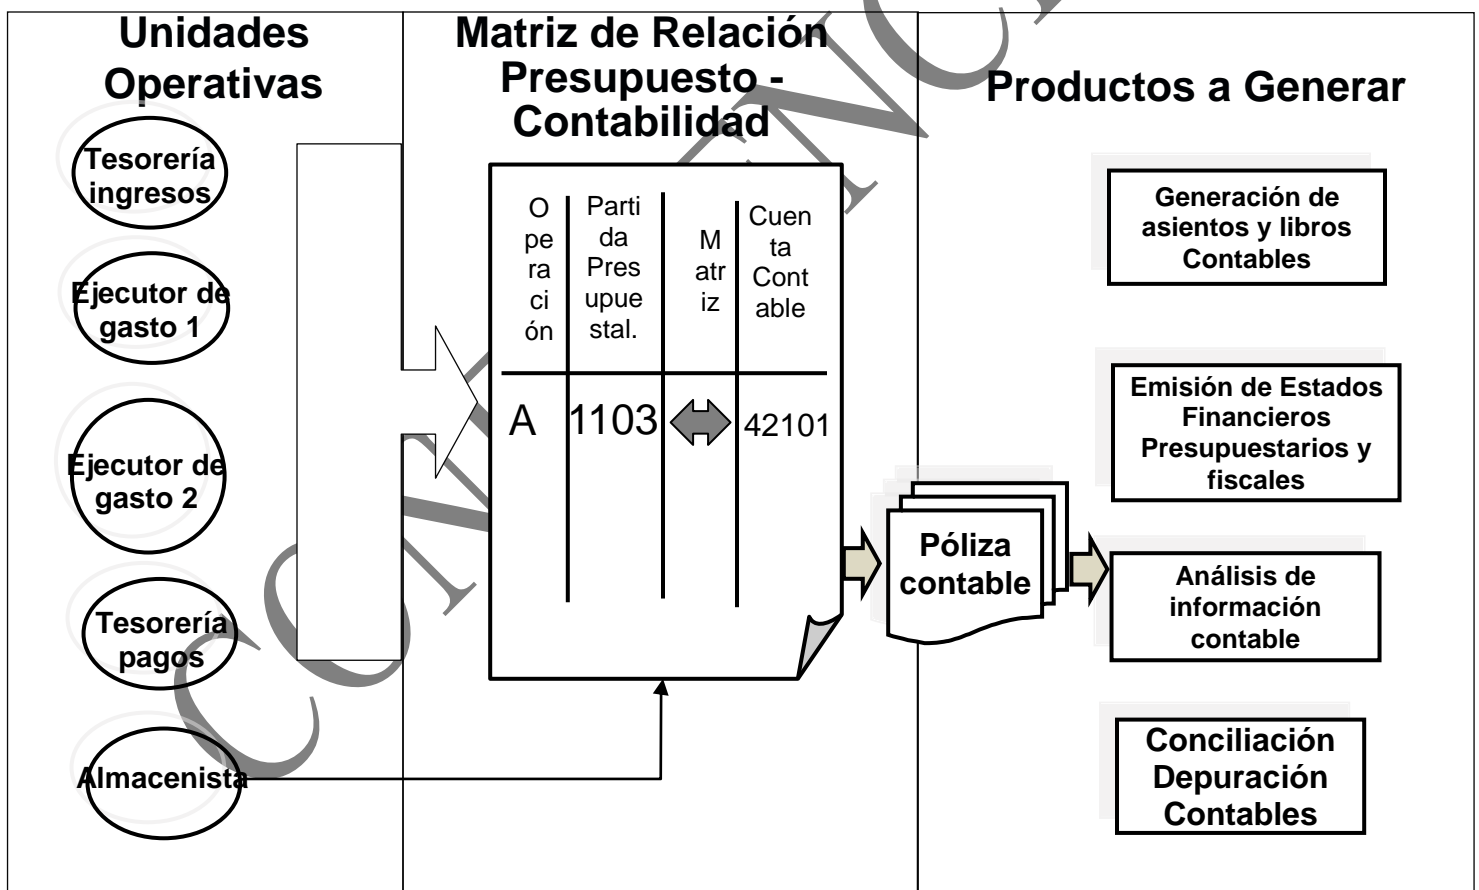 Unidades
Operativas
Tesorería
ingresos
Ejecutor de
gasto 1
Ejecutor de
gasto 2
Tesorería
pagos
Almacenista
Matriz de Relación
Presupuesto -
Contabilidad
O
pe
ra
ci
ón
Parti
da
Pres
upue
stal.
M
atr
iz
Cuen
ta
Cont
able
A 1103 42101
Póliza
contable
Productos a Generar
Generación de
asientos y libros
Contables
Emisión de Estados
Financieros
Presupuestarios y
fiscales
Análisis de
información
contable
Conciliación
Depuración
Contables